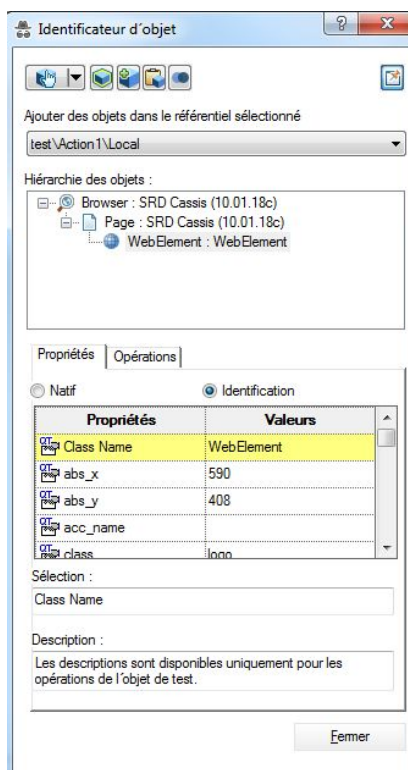 Identificateur d´objet
Ajouter des objets dans le référentiel sélectionné
test\Action1\Local
Hiérarchie des objets :
Browser : SRD Cassis (10.01.18c)
Page : SRD Cassis (10.01.18c)
WebElement : WebElement
Propriétés Opérations
Natif Identification
Propriétés Valeurs
Class Name WebElement
abs_x 590
abs_y 408
acc_name
class logo
Sélection :
Class Name
Description :
Les descriptions sont disponibles uniquement pour les
opérations de l´objet de test.
Fermer